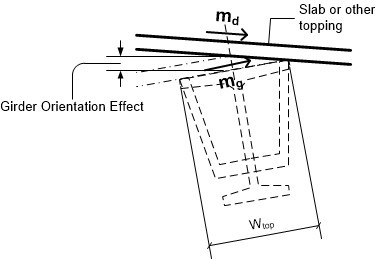 Slab or other
topping
m_d
Girder Orientation Effect
m_g
W_top